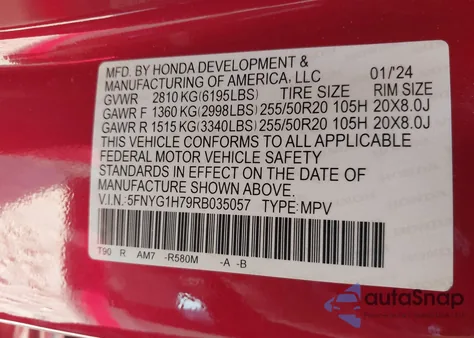 MFD. BY HONDA DEVELOPMENT &
MANUFACTURING OF AMERICA, LLC 01/'24
GVWR 2810 KG(6195LBS) TIRE SIZE RIM SIZE
GAWR F 1360 KG(2998LBS) 255/50R20 105H 20X8.0J
GAWR R 1515 KG(3340LBS) 255/50R20 105H 20X8.0J
THIS VEHICLE CONFORMS TO ALL APPLICABLE
FEDERAL MOTOR VEHICLE SAFETY
STANDARDS IN EFFECT ON THE DATE OF
MANUFACTURE SHOWN ABOVE.
V.I.N.:5FNYG1H79RB035057 TYPE:MPV
T90 R AM7 -R580M -A -B
autoSnap